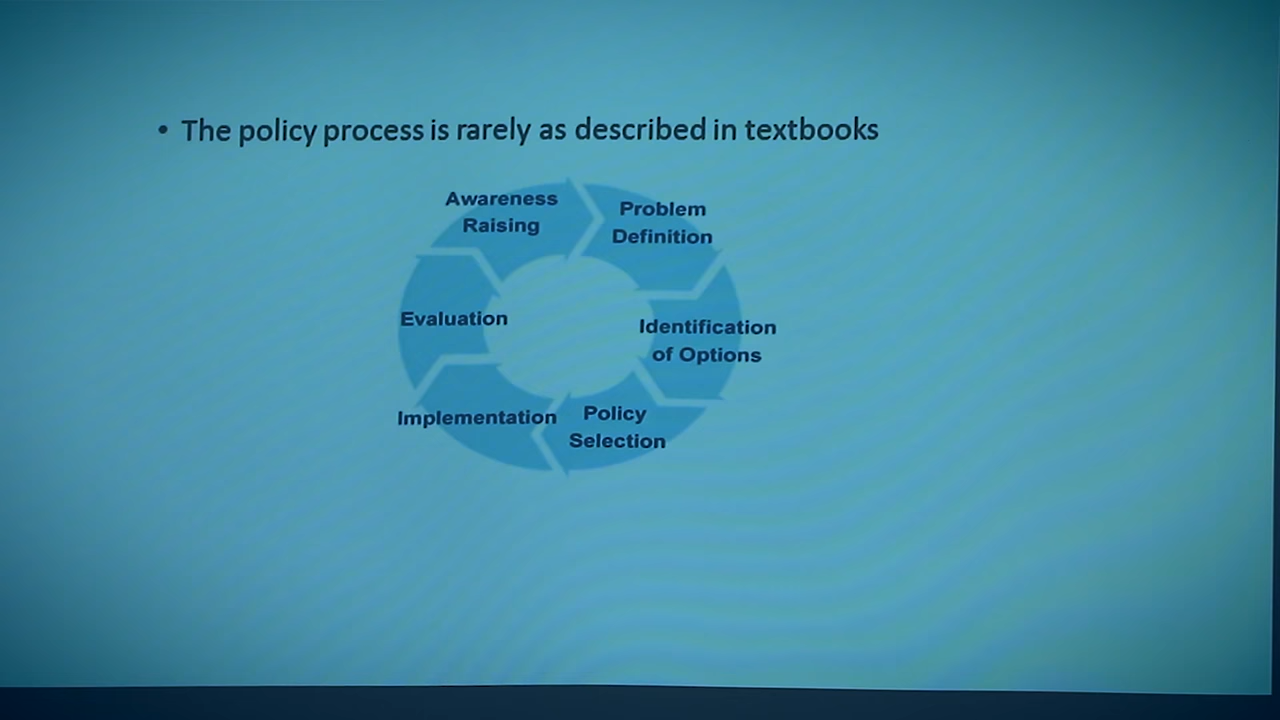 • The policy process is rarely as described in textbooks
Awareness
Raising
Problem
Definition
Identification
of Options
Policy
Selection
Implementation
Evaluation